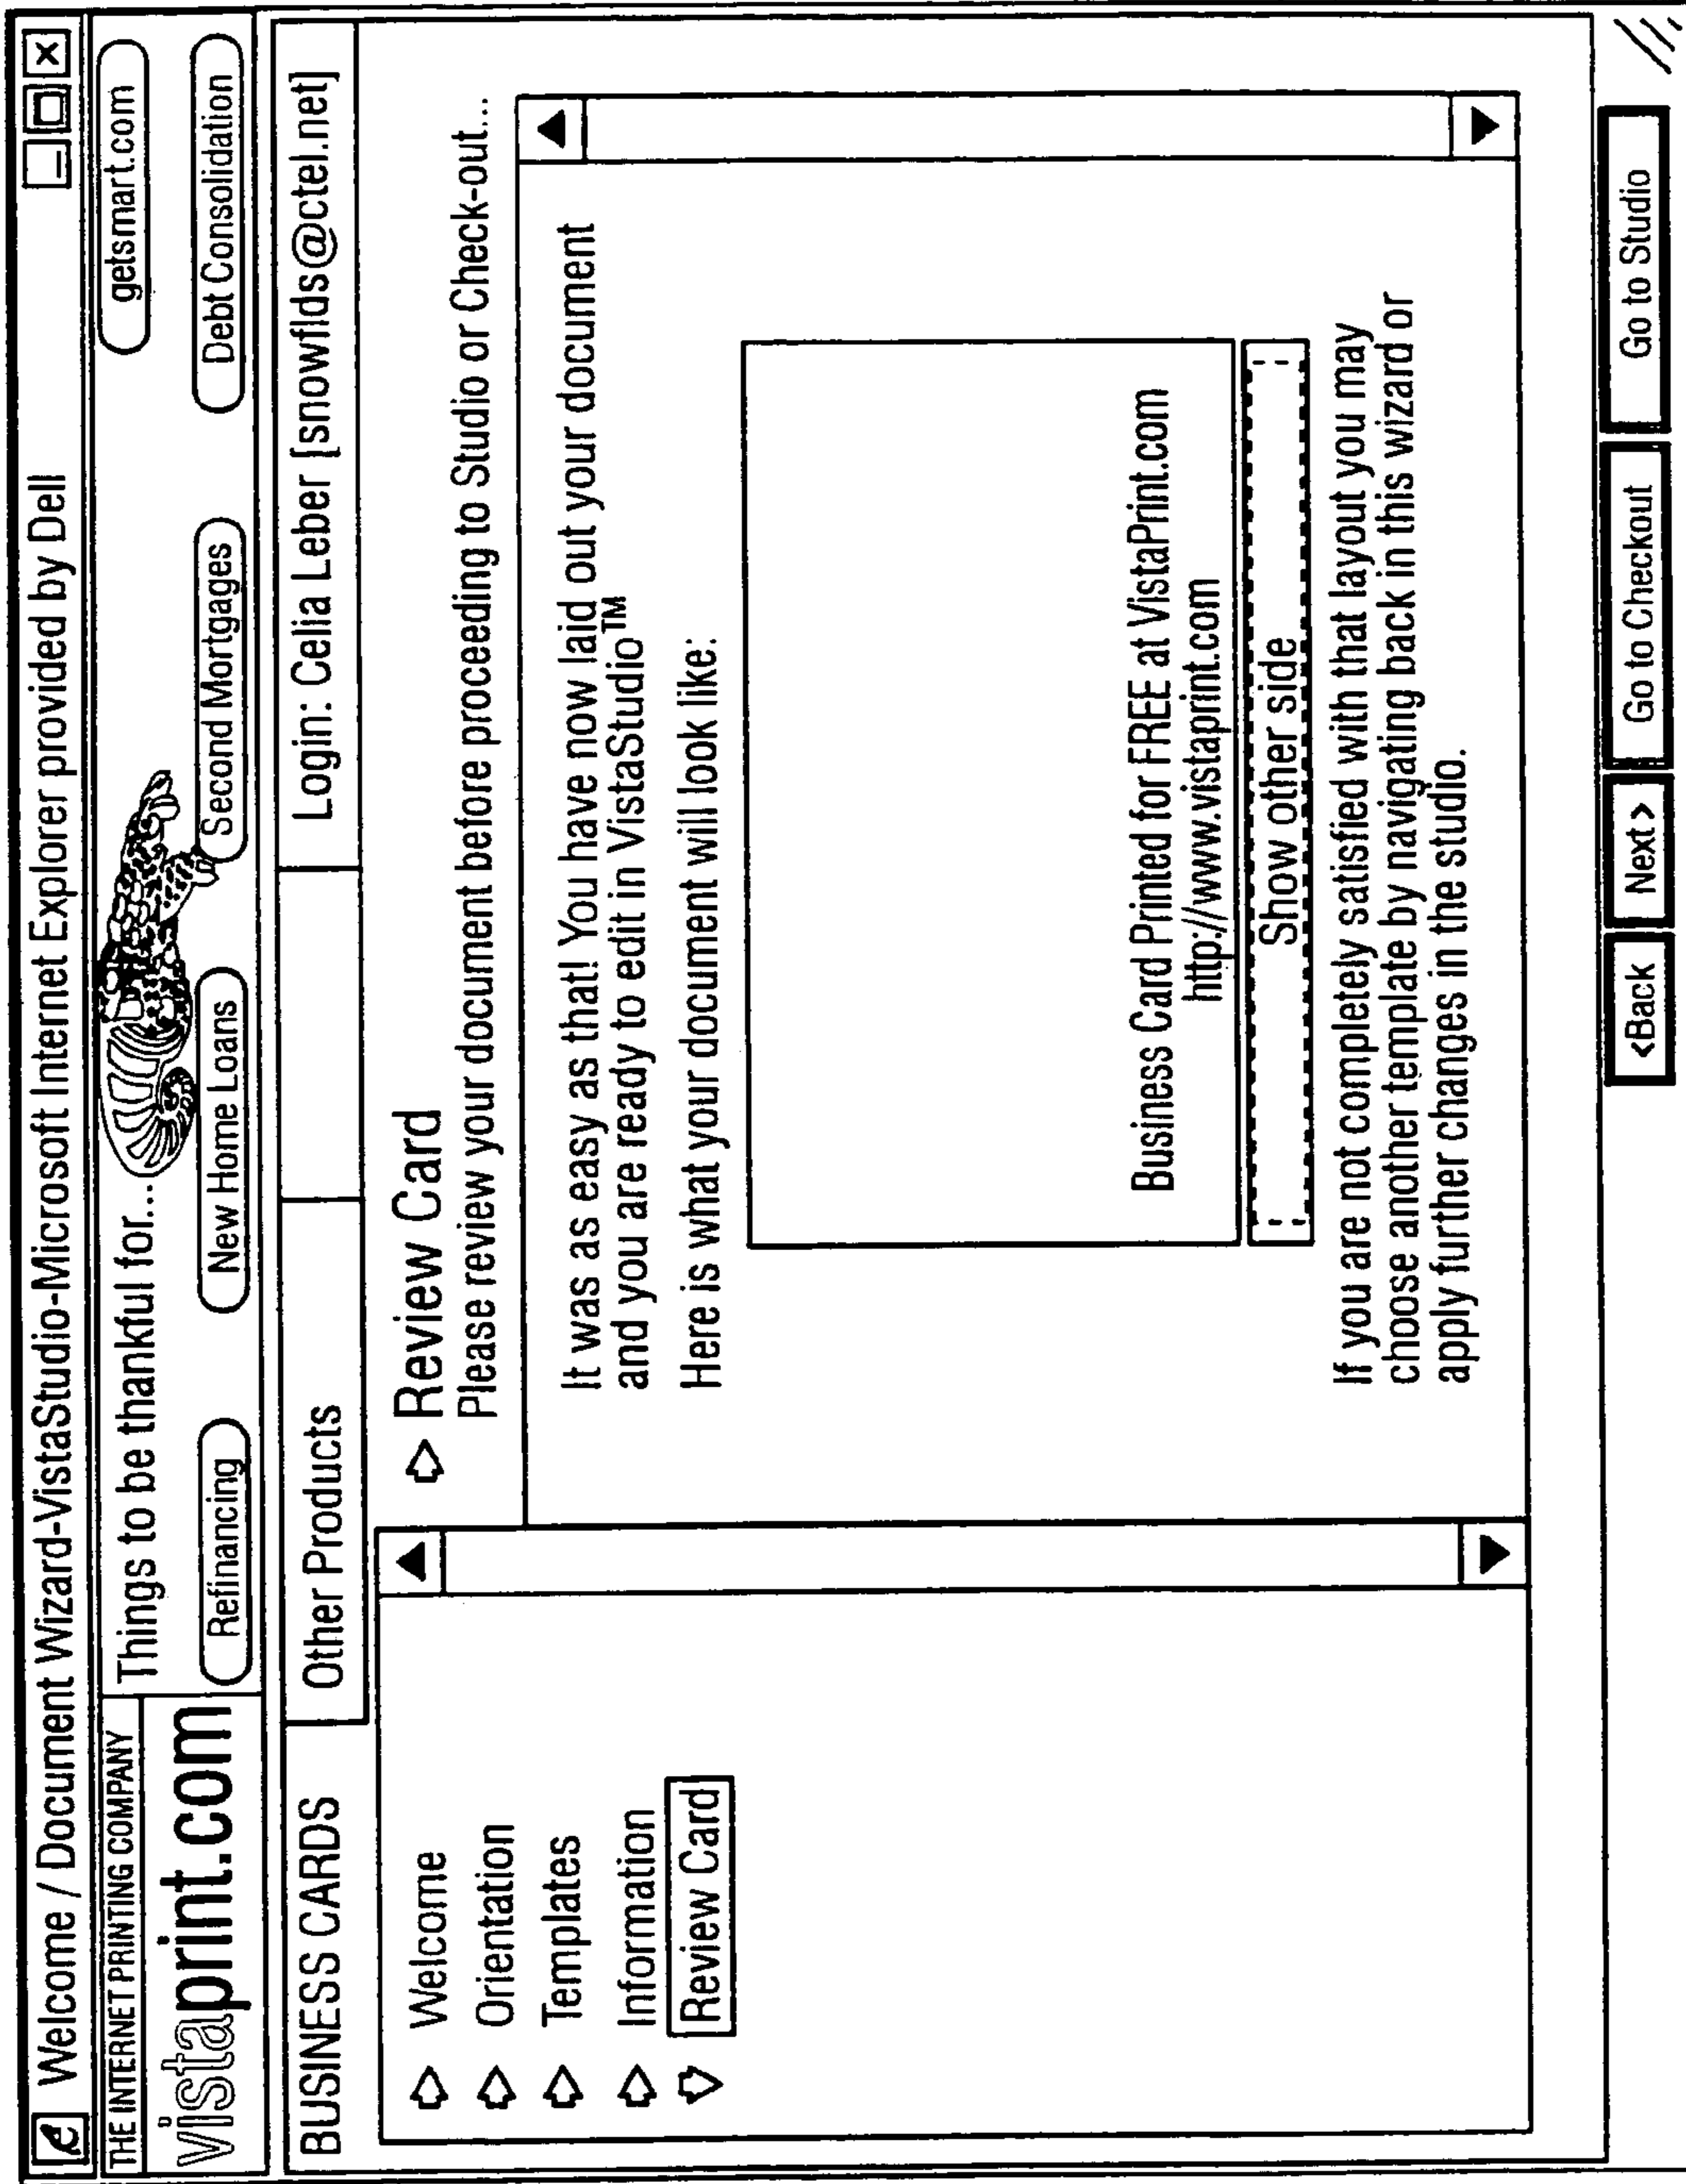 Welcome / Document Wizard-VistaStudio-Microsoft Internet Explorer provided by Dell
THE INTERNET PRINTING COMPANY
vistaprint.com
Things to be thankful for...
getsmart.com
Refinancing
New Home Loans
Second Mortgages
Debt Consolidation
BUSINESS CARDS
Other Products
Login: Celia Leber [snowflds@ctel.net]
Welcome
Orientation
Templates
Information
Review Card
Review Card
Please review your document before proceeding to Studio or Check-out...
It was as easy as that! You have now laid out your document
and you are ready to edit in VistaStudio™
Here is what your document will look like:
Business Card Printed for FREE at VistaPrint.com
http://www.vistaprint.com
Show other side
If you are not completely satisfied with that layout you may
choose another template by navigating back in this wizard or
apply further changes in the studio.
<Back
Next>
Go to Checkout
Go to Studio